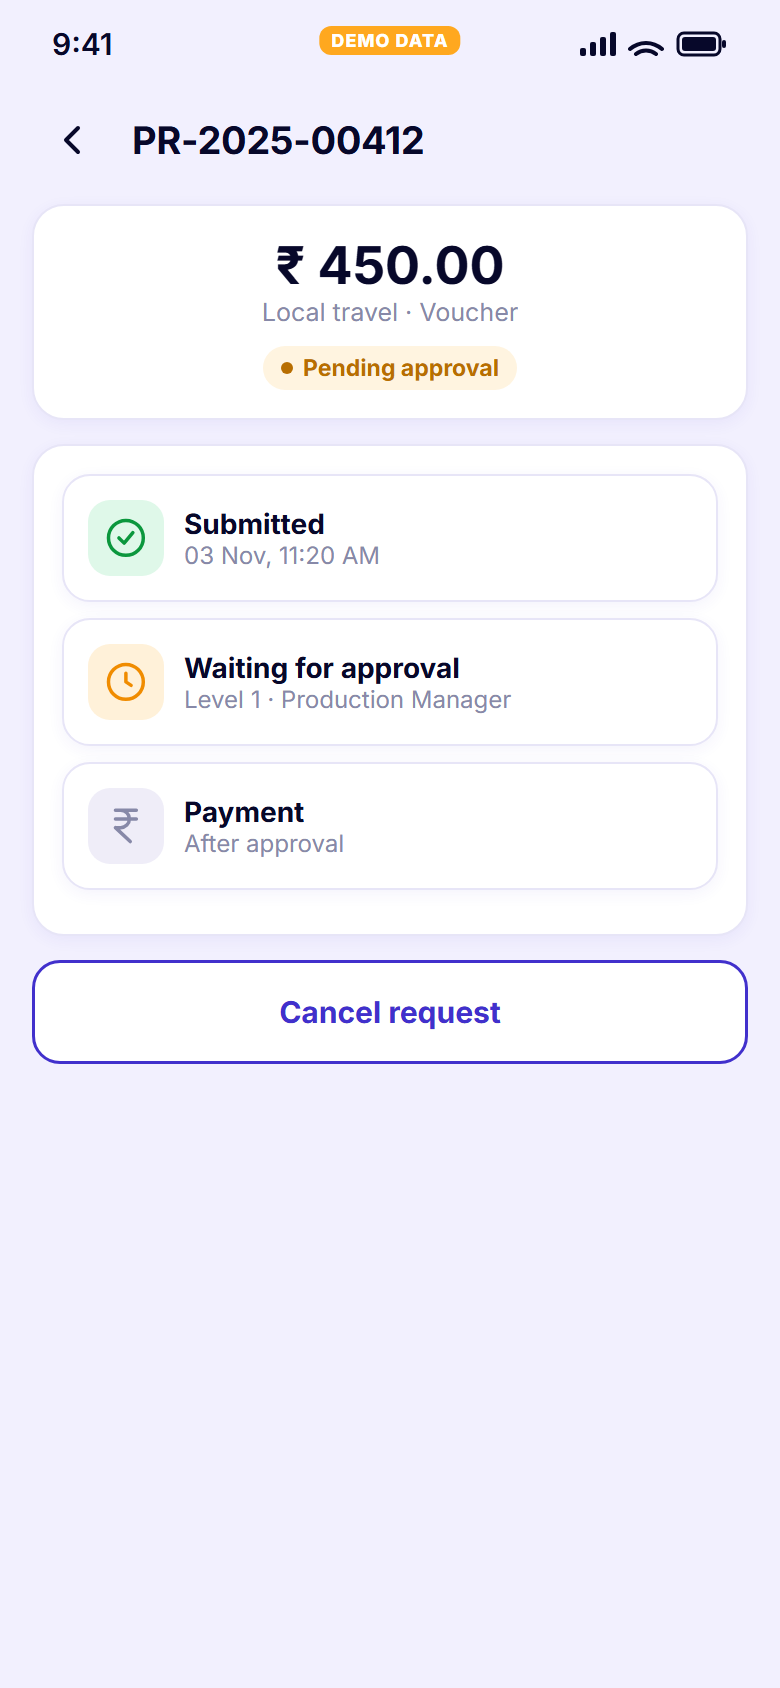 9:41
DEMO DATA
PR-2025-00412
₹ 450.00
Local travel · Voucher
Pending approval
Submitted
03 Nov, 11:20 AM
Waiting for approval
Level 1 · Production Manager
₹
Payment
After approval
Cancel request